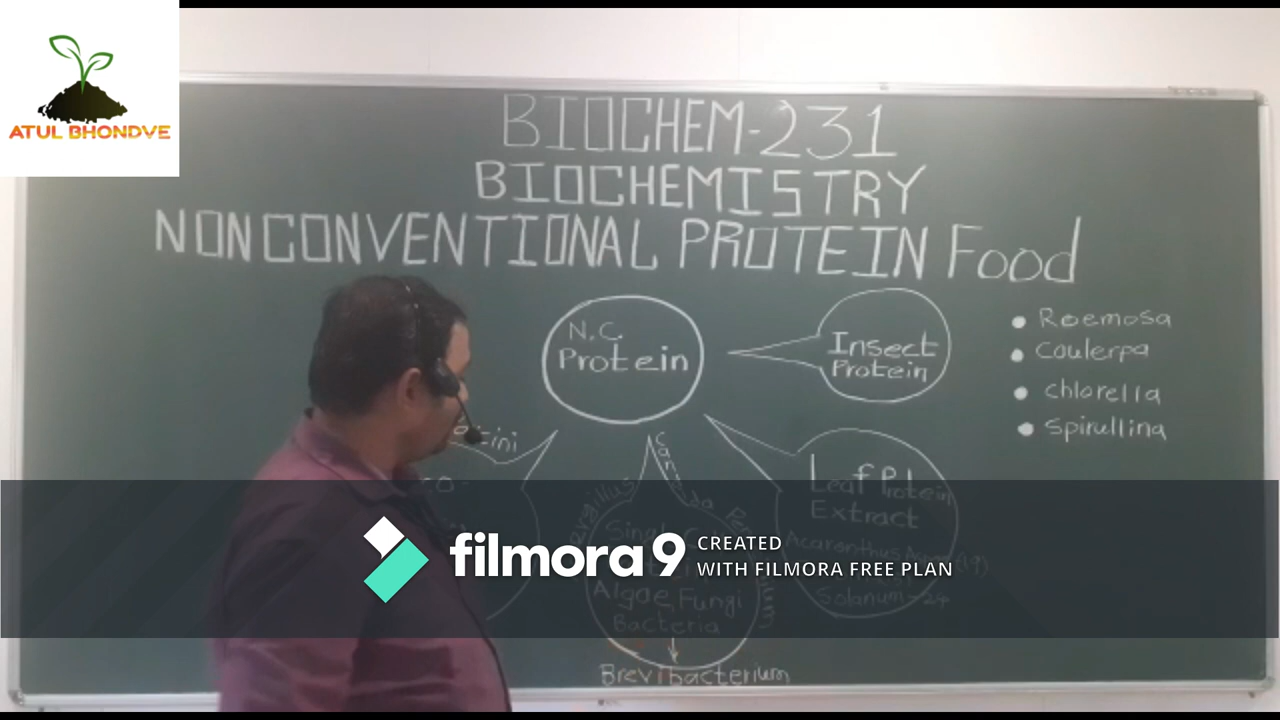 ATUL BHONDVE
BIOCHEM-231
BIOCHEMISTRY
NONCONVENTIONAL PROTEIN Food
N.C.
Protein
Insect
Protein
Roemosa
Coulerpa
chlorella
Spirullina
Leaf Protein
Extract
Solanum-24
Algae, Fungi
Bacteria
Brevibacterium
filmora9
CREATED
WITH FILMORA FREE PLAN